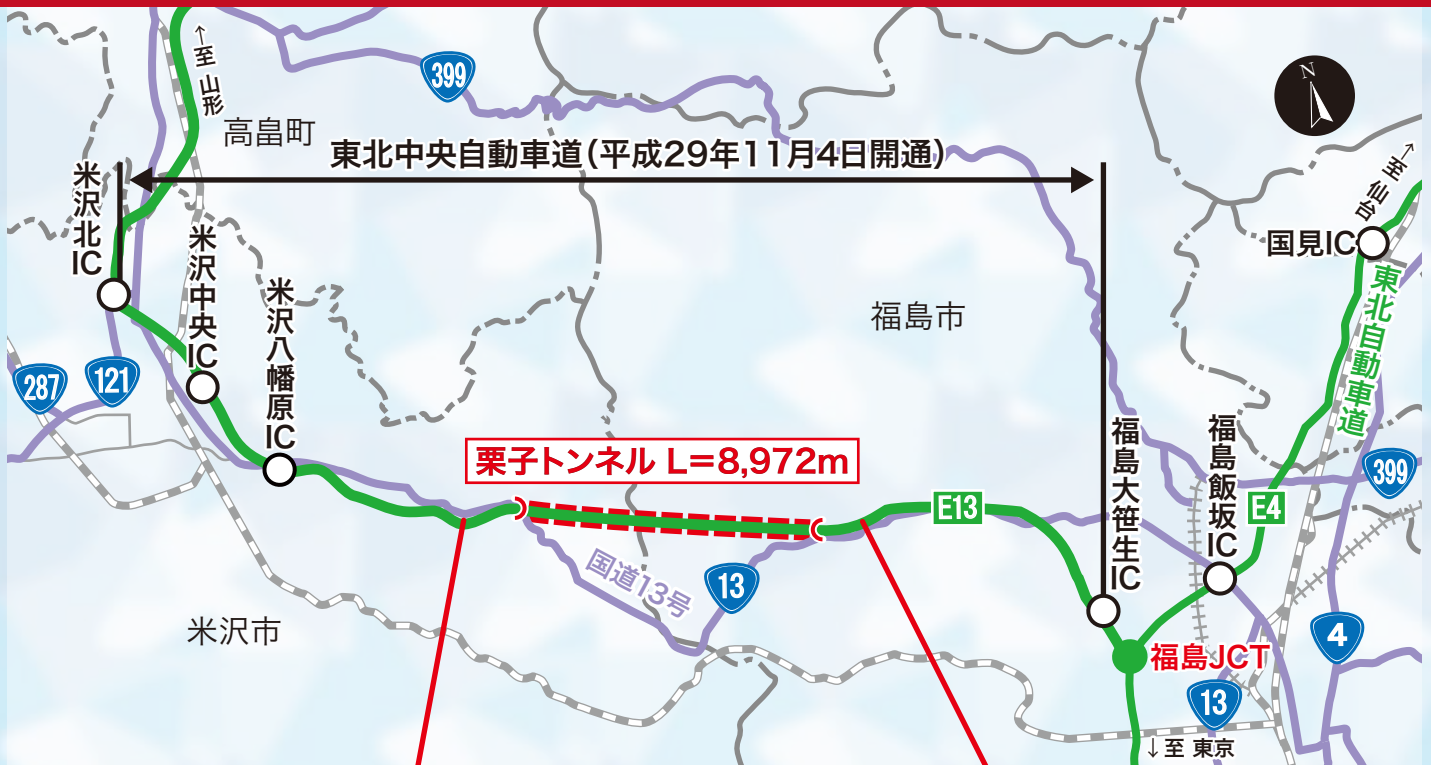 ←至 山形
399
高畠町
東北中央自動車道(平成29年11月4日開通)
N
→至 仙台
米沢北IC
米沢中央IC
米沢八幡原IC
国見IC
東北自動車道
福島市
287
121
栗子トンネル L=8,972m
E13
福島大笹生IC
福島飯坂IC
E4
399
国道13号
13
米沢市
4
福島JCT
13
↓至 東京